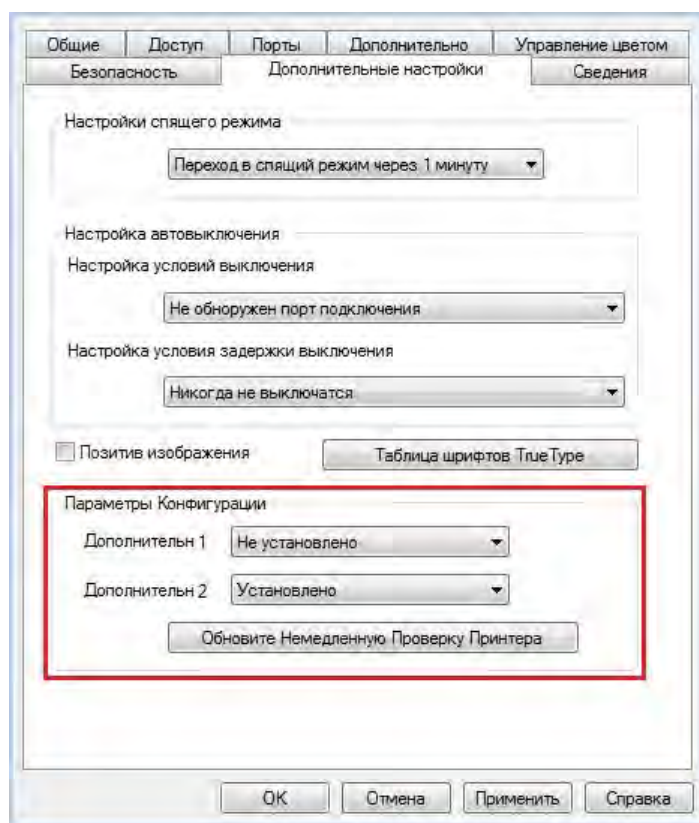 Общие Доступ Порты Дополнительно Управление цветом
Безопасность Дополнительные настройки Сведения
Настройки спящего режима
Переход в спящий режим через 1 минуту
Настройка автовыключения
Настройка условий выключения
Не обноружен порт подключения
Настройка условия задержки выключения
Никогда не выключатся
Позитив изображения Таблица шрифтов TrueType
Параметры Конфигурации
Дополнительн 1 Не установлено
Дополнительн 2 Установлено
Обновите Немедленную Проверку Принтера
OK Отмена Применить Справка